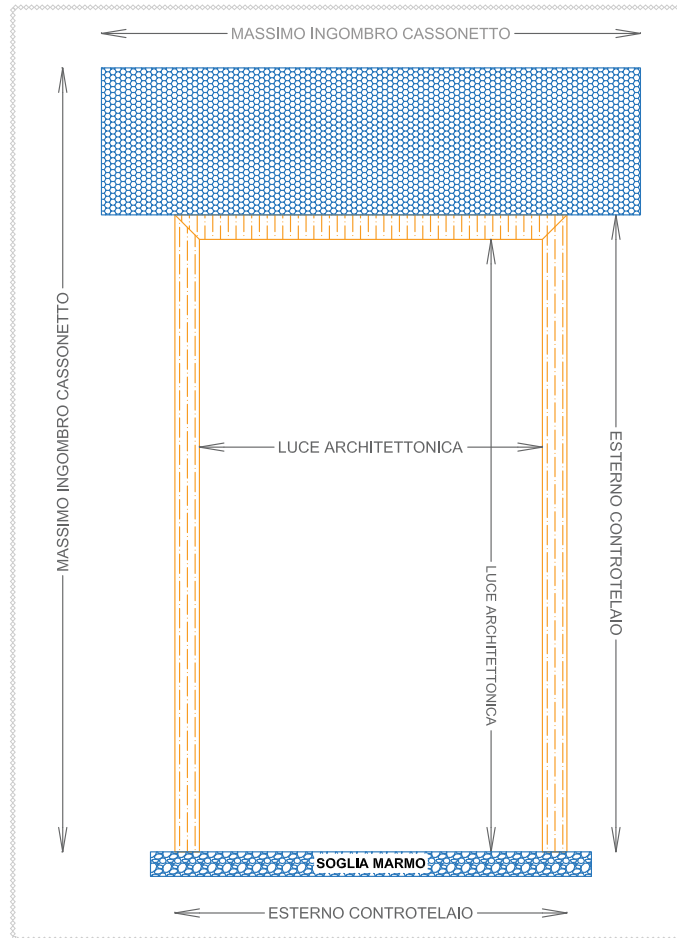 MASSIMO INGOMBRO CASSONETTO
MASSIMO INGOMBRO CASSONETTO
LUCE ARCHITETTONICA
LUCE ARCHITETTONICA
ESTERNO CONTROTELAIO
SOGLIA MARMO
ESTERNO CONTROTELAIO